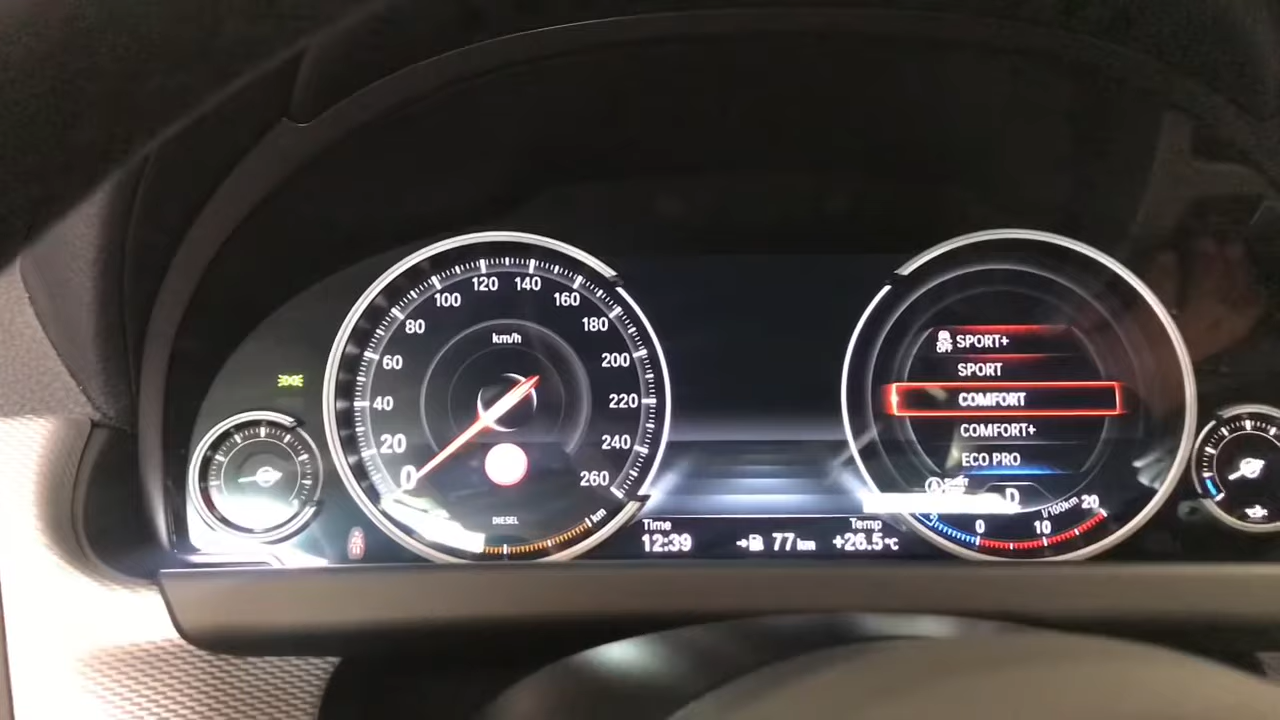 km/h
0
20
40
60
80
100
120
140
160
180
200
220
240
260
DIESEL
km
Time
12:39
77 km
Temp
+26.5°C
OFF
SPORT+
SPORT
COMFORT
COMFORT+
ECO PRO
D
0
10
20
l/100km